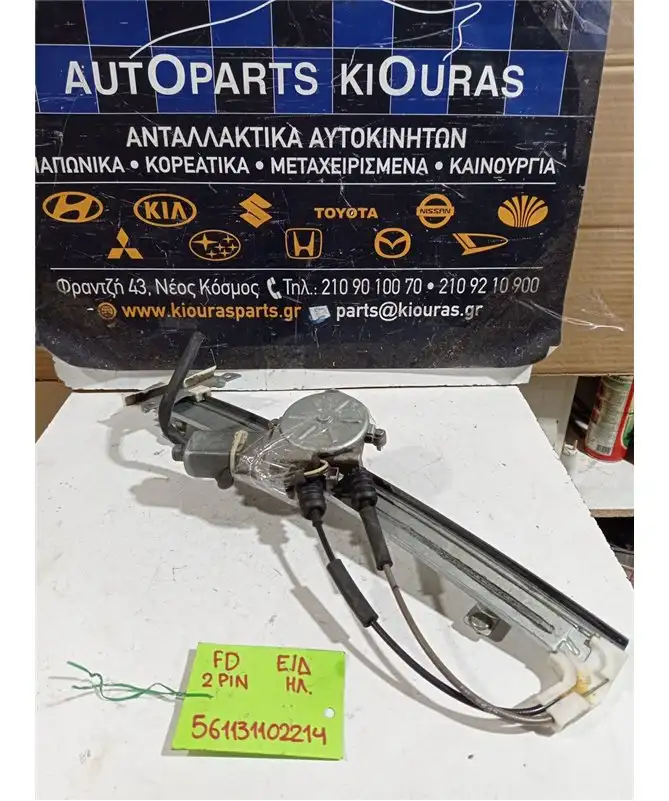 AUTOPARTS KIOURAS
ΑΝΤΑΛΛΑΚΤΙΚΑ ΑΥΤΟΚΙΝΗΤΩΝ
ΙΑΠΩΝΙΚΑ • ΚΟΡΕΑΤΙΚΑ • ΜΕΤΑΧΕΙΡΙΣΜΕΝΑ • ΚΑΙΝΟΥΡΓΙΑ
KIA TOYOTA NISSAN
Φραντζή 43, Νέος Κόσμος Τηλ.: 210 90 100 70 • 210 92 10 900
www.kiourasparts.gr parts@kiouras.gr
FD Ε/Δ
2 PIN ΗΛ.
561131102214